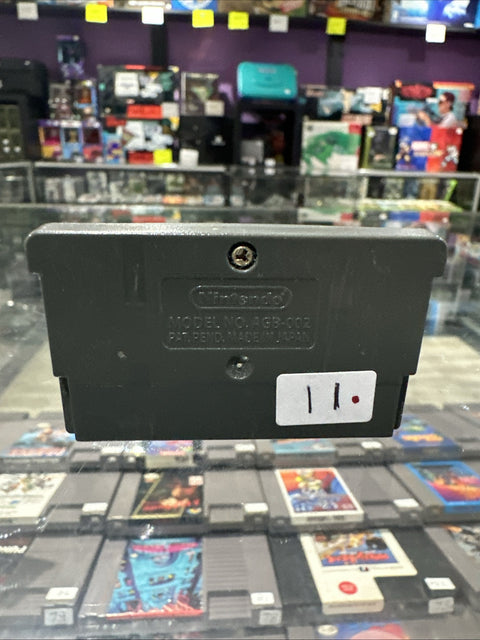 Nintendo
MODEL NO. AGB-002
PAT. PEND. MADE IN JAPAN
11.